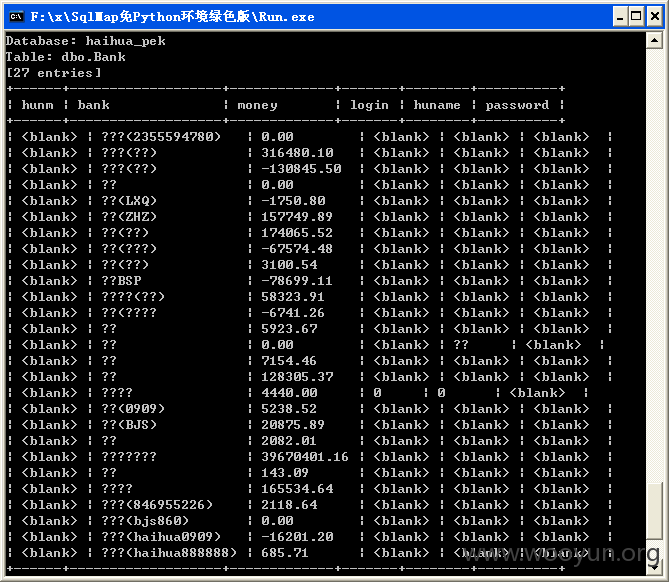 F:\x\SqlMap免Python环境绿色版\Run.exe
Database: haihua_pek
Table: dbo.Bank
[27 entries]
+------+-------------------+--------------+-------+---------+----------+
| hunm | bank | money | login | huname | password |
+------+-------------------+--------------+-------+---------+----------+
| <blank> | ???(2355594780) | 0.00 | <blank> | <blank> | <blank> |
| <blank> | ???(??) | 316480.10 | <blank> | <blank> | <blank> |
| <blank> | ???(??) | -130845.50 | <blank> | <blank> | <blank> |
| <blank> | ?? | 0.00 | <blank> | <blank> | <blank> |
| <blank> | ??(LXQ) | -1750.80 | <blank> | <blank> | <blank> |
| <blank> | ??(ZHZ) | 157749.89 | <blank> | <blank> | <blank> |
| <blank> | ??(??) | 174065.52 | <blank> | <blank> | <blank> |
| <blank> | ??(???) | -67574.48 | <blank> | <blank> | <blank> |
| <blank> | ??(??) | 3100.54 | <blank> | <blank> | <blank> |
| <blank> | ??BSP | -78699.11 | <blank> | <blank> | <blank> |
| <blank> | ????(??) | 58323.91 | <blank> | <blank> | <blank> |
| <blank> | ??(???? | -6741.26 | <blank> | <blank> | <blank> |
| <blank> | ?? | 5923.67 | <blank> | <blank> | <blank> |
| <blank> | ?? | 0.00 | <blank> | ?? | <blank> |
| <blank> | ?? | 7154.46 | <blank> | <blank> | <blank> |
| <blank> | ?? | 128305.37 | <blank> | <blank> | <blank> |
| <blank> | ???? | 4440.00 | 0 | 0 | <blank> |
| <blank> | ??(0909) | 5238.52 | <blank> | <blank> | <blank> |
| <blank> | ??(BJS) | 20875.89 | <blank> | <blank> | <blank> |
| <blank> | ?? | 2082.01 | <blank> | <blank> | <blank> |
| <blank> | ??????? | 39670401.16 | <blank> | <blank> | <blank> |
| <blank> | ?? | 143.09 | <blank> | <blank> | <blank> |
| <blank> | ???? | 165534.64 | <blank> | <blank> | <blank> |
| <blank> | ???(846955226) | 2118.64 | <blank> | <blank> | <blank> |
| <blank> | ???(bjs860) | 0.00 | <blank> | <blank> | <blank> |
| <blank> | ???(haihua0909) | -16201.20 | <blank> | <blank> | <blank> |
| <blank> | ???(haihua888888) | 685.71 | <blank> | <blank> | <blank> |
+------+-------------------+--------------+-------+---------+----------+
www.wooyun.org